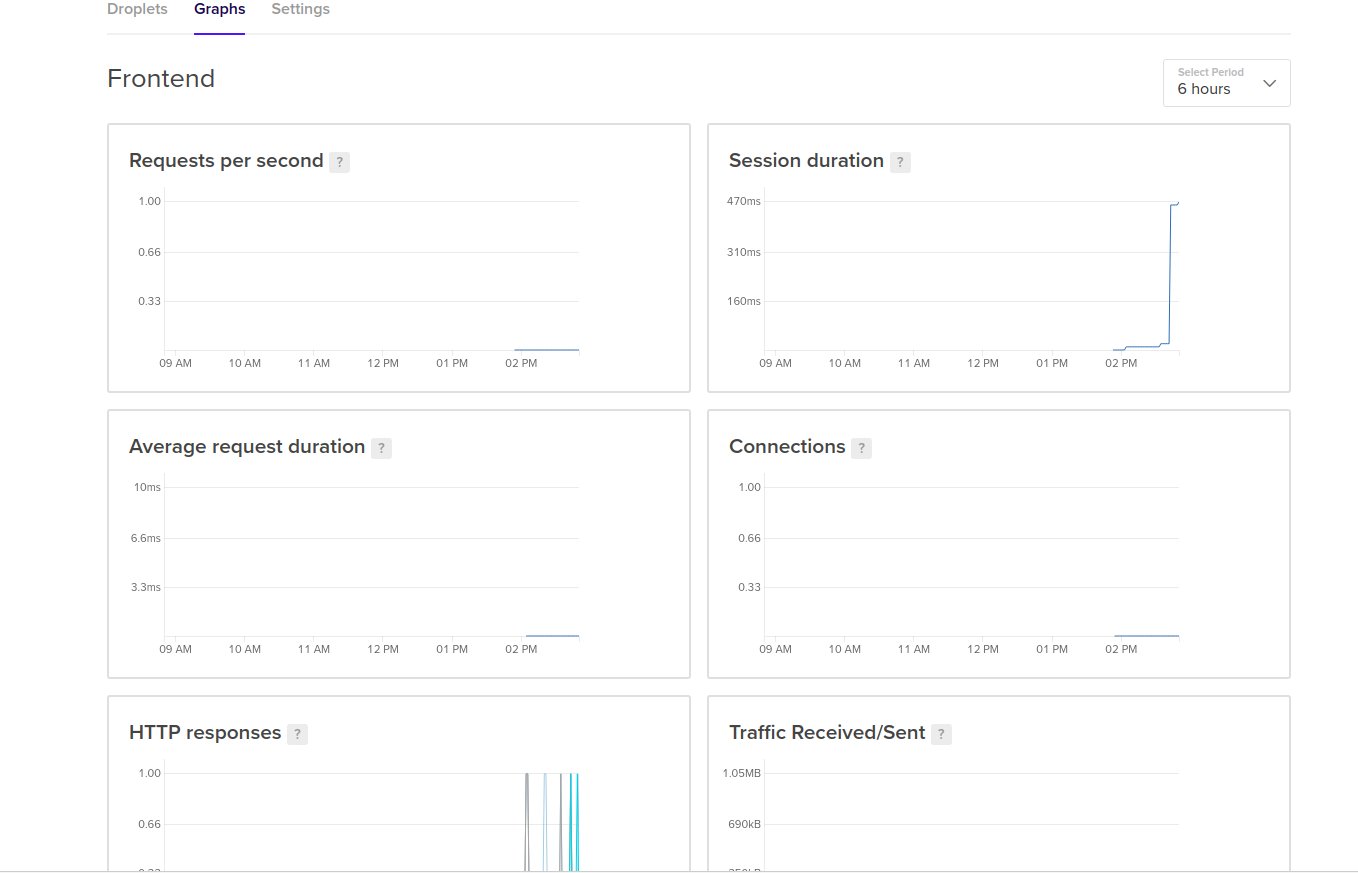 Droplets Graphs Settings
Frontend
Select Period
6 hours
Requests per second ?
1.00
0.66
0.33
09 AM 10 AM 11 AM 12 PM 01 PM 02 PM
Session duration ?
470ms
310ms
160ms
09 AM 10 AM 11 AM 12 PM 01 PM 02 PM
Average request duration ?
10ms
6.6ms
3.3ms
09 AM 10 AM 11 AM 12 PM 01 PM 02 PM
Connections ?
1.00
0.66
0.33
09 AM 10 AM 11 AM 12 PM 01 PM 02 PM
HTTP responses ?
1.00
0.66
Traffic Received/Sent ?
1.05MB
690kB